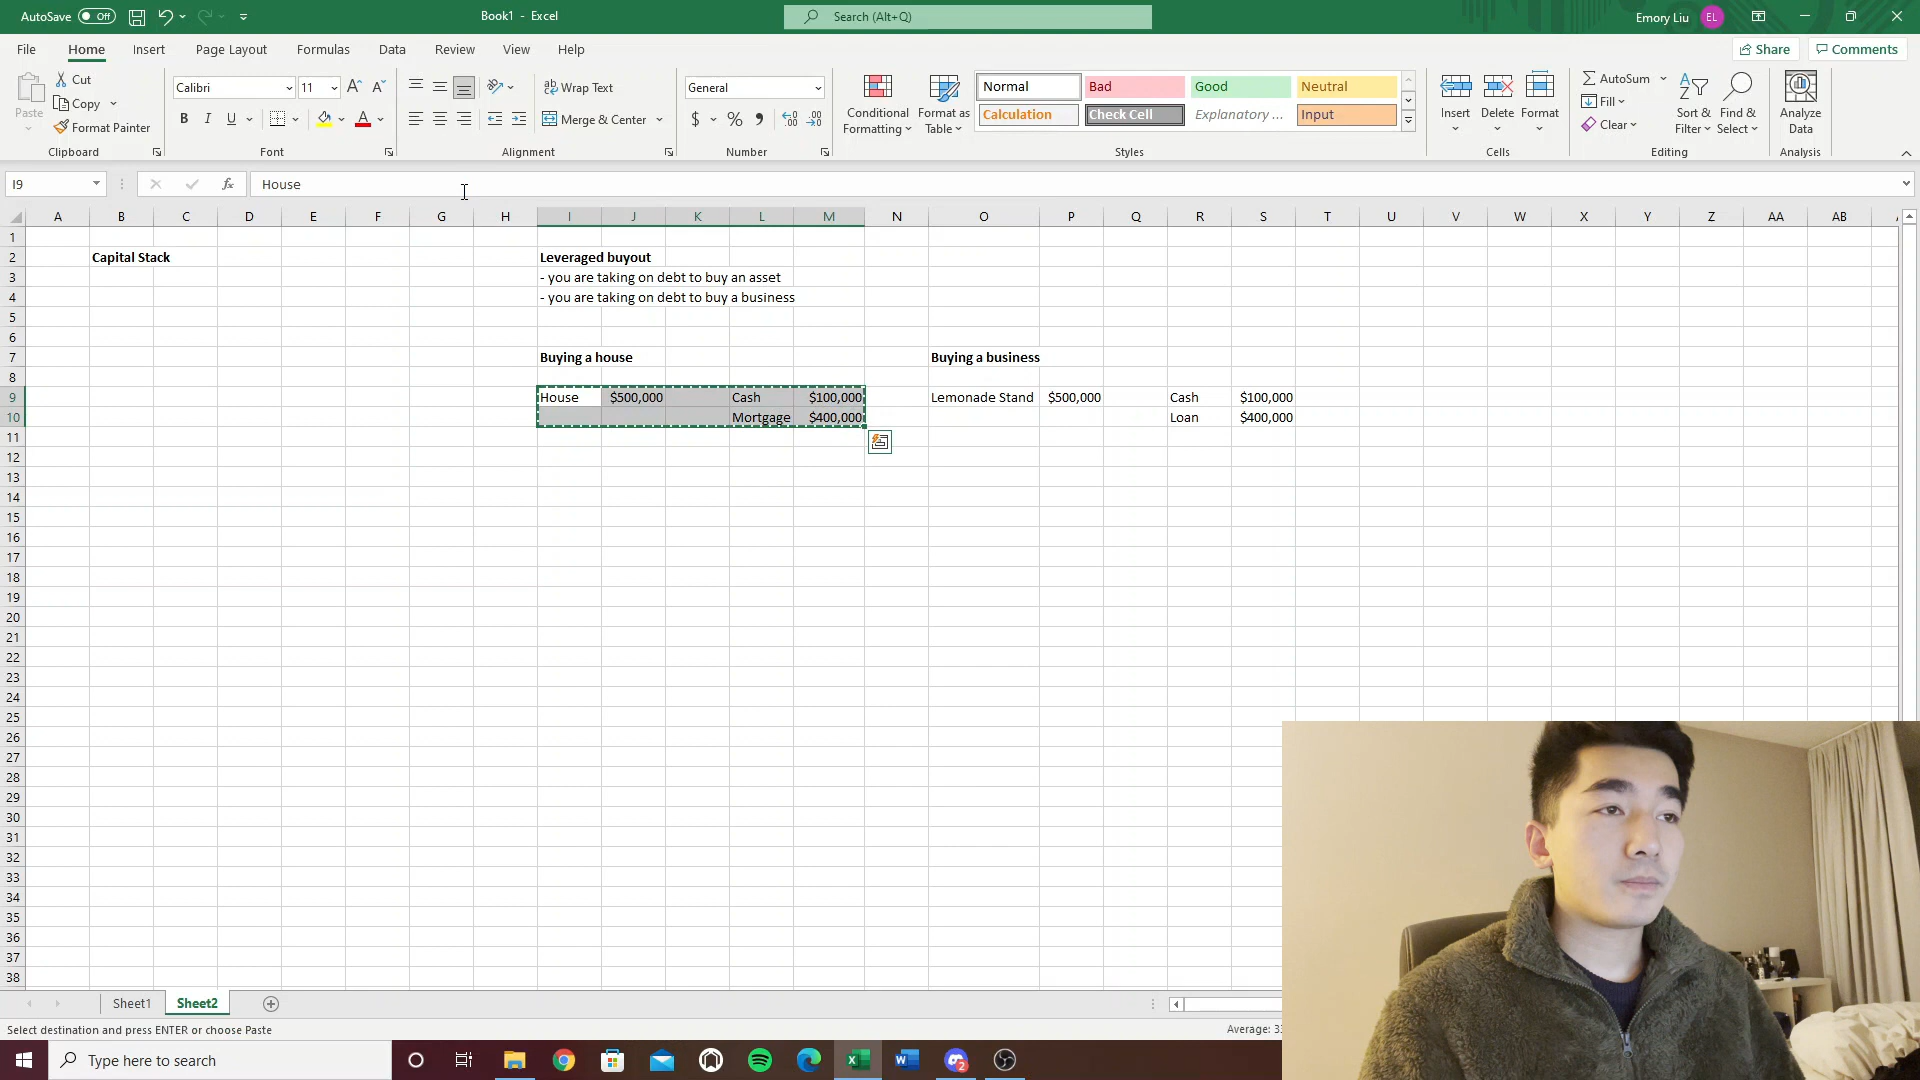 AutoSave Off Book1 - Excel Search (Alt+Q) Emory Liu EL
File Home Insert Page Layout Formulas Data Review View Help Share Comments
Paste Cut Copy Format Painter Clipboard
Calibri 11 A A B I U A Font
Wrap Text Merge & Center Alignment
General $ % Number
Conditional Formatting Format as Table
Normal Bad Good Neutral
Calculation Check Cell Explanatory ... Input
Styles
Insert Delete Format Cells
AutoSum Fill Clear Sort & Filter Find & Select Editing
Analyze Data Analysis
I9 fx House
A B C D E F G H I J K L M N O P Q R S T U V W X Y Z AA AB
1
2 Capital Stack Leveraged buyout
3 - you are taking on debt to buy an asset
4 - you are taking on debt to buy a business
5
6
7 Buying a house Buying a business
8
9 House $500,000 Cash $100,000 Lemonade Stand $500,000 Cash $100,000
10 Mortgage $400,000 Loan $400,000
11
12
13
14
15
16
17
18
19
20
21
22
23
24
25
26
27
28
29
30
31
32
33
34
35
36
37
38
Sheet1 Sheet2
Select destination and press ENTER or choose Paste Average:
Type here to search